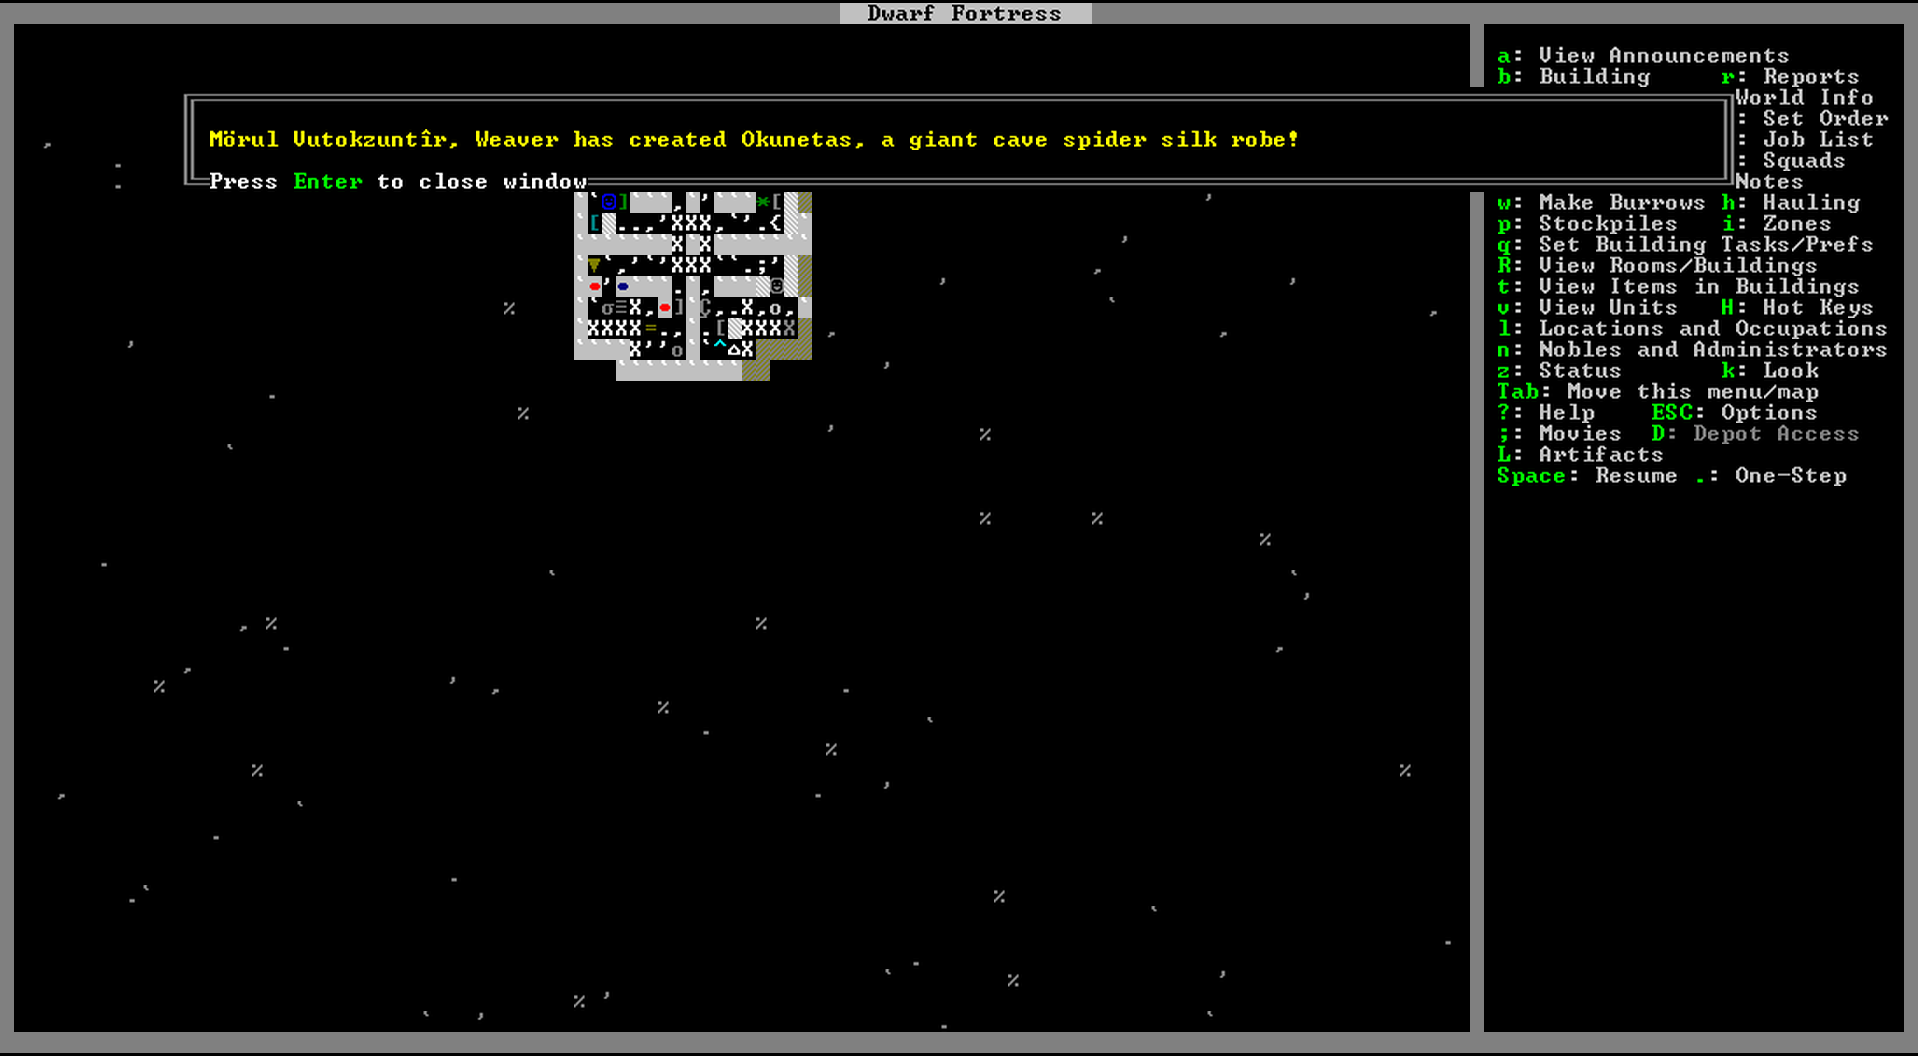 Dwarf Fortress
Mörul Vutokzuntîr, Weaver has created Okunetas, a giant cave spider silk robe!
Press Enter to close window
a: View Announcements
b: Building r: Reports
World Info
: Set Order
: Job List
: Squads
Notes
w: Make Burrows h: Hauling
p: Stockpiles i: Zones
q: Set Building Tasks/Prefs
R: View Rooms/Buildings
t: View Items in Buildings
v: View Units H: Hot Keys
l: Locations and Occupations
n: Nobles and Administrators
z: Status k: Look
Tab: Move this menu/map
?: Help ESC: Options
;: Movies D: Depot Access
L: Artifacts
Space: Resume .: One-Step